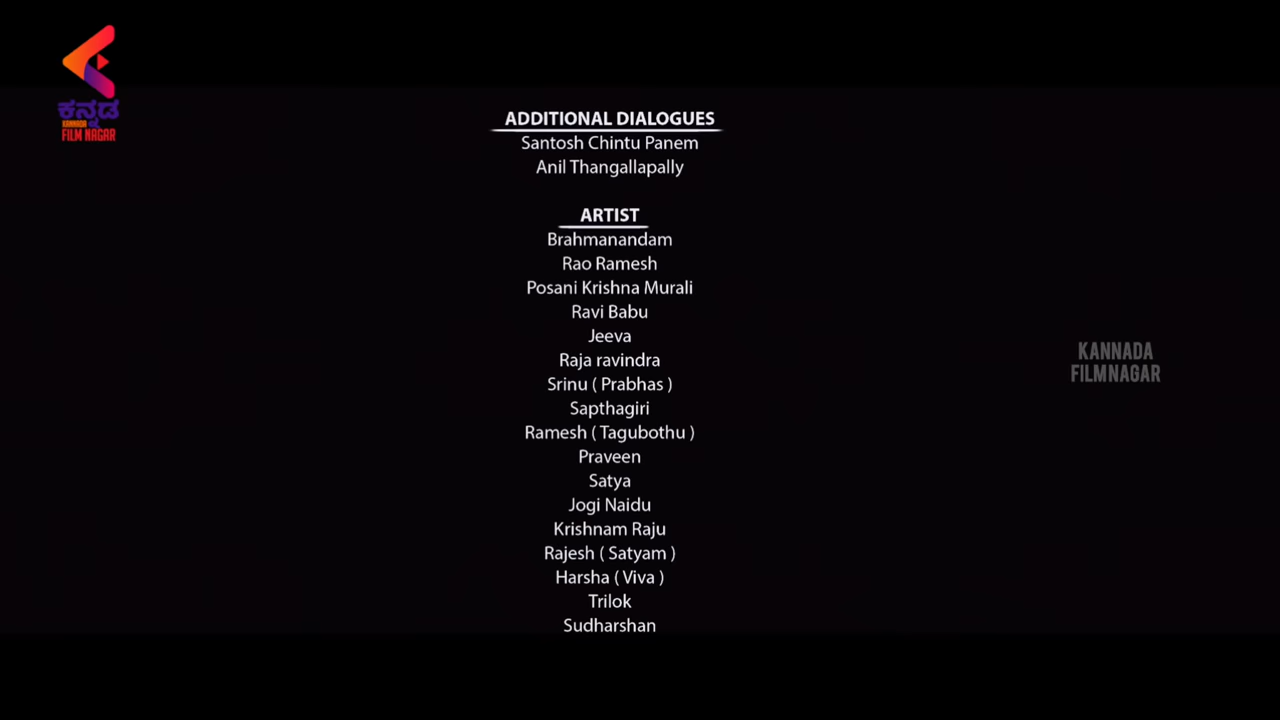 ಕನ್ನಡ
KANNADA
FILM NAGAR
ADDITIONAL DIALOGUES
Santosh Chintu Panem
Anil Thangallapally
ARTIST
Brahmanandam
Rao Ramesh
Posani Krishna Murali
Ravi Babu
Jeeva
Raja ravindra
Srinu ( Prabhas )
Sapthagiri
Ramesh ( Tagubothu )
Praveen
Satya
Jogi Naidu
Krishnam Raju
Rajesh ( Satyam )
Harsha ( Viva )
Trilok
Sudharshan
KANNADA
FILMNAGAR